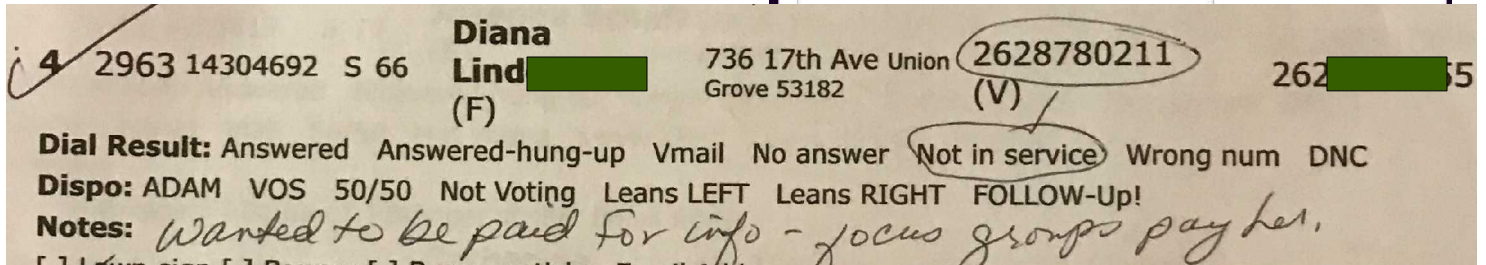 4 2963 14304692 S 66 Diana Lind (F) 736 17th Ave Union Grove 53182 2628780211 (V) 262 5
Dial Result: Answered Answered-hung-up Vmail No answer Not in service Wrong num DNC
Dispo: ADAM VOS 50/50 Not Voting Leans LEFT Leans RIGHT FOLLOW-Up!
Notes: Wanted to be paid for info - focus groups pay her.